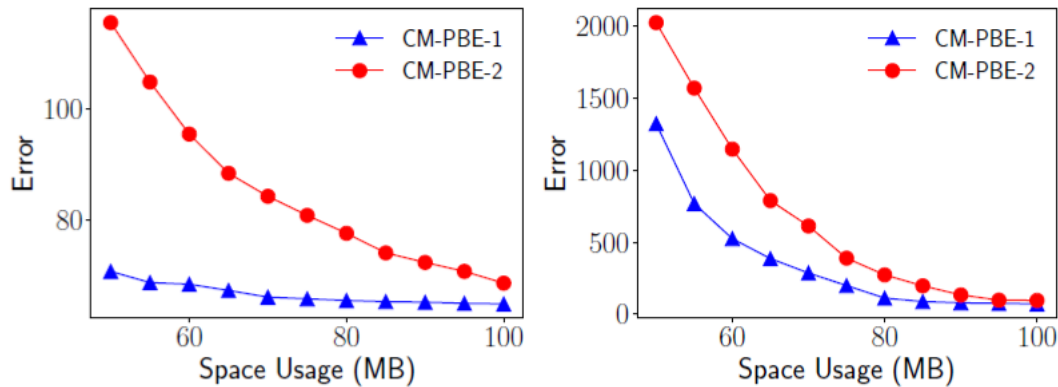 CM-PBE-1
CM-PBE-2
100
80
Error
60
80
100
Space Usage (MB)
CM-PBE-1
CM-PBE-2
2000
1500
1000
500
0
Error
60
80
100
Space Usage (MB)